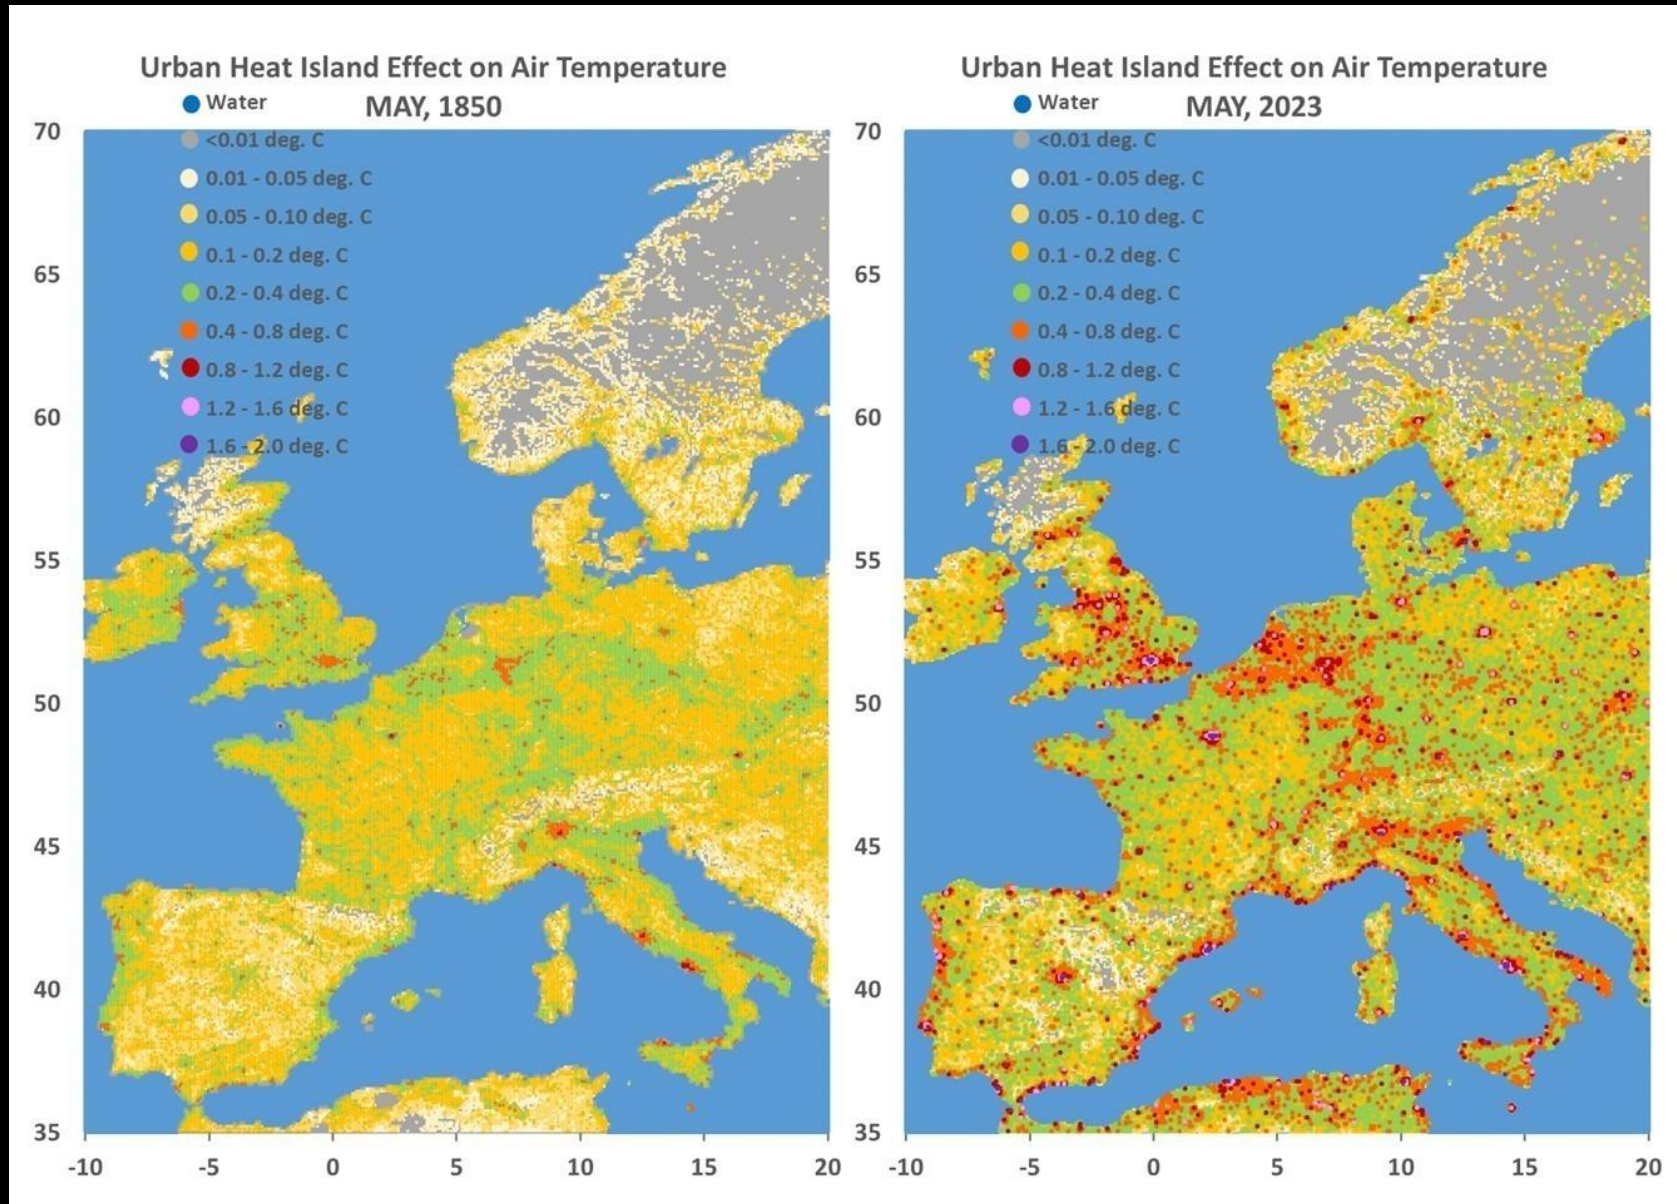 Urban Heat Island Effect on Air Temperature
MAY, 1850
Water
<0.01 deg. C
0.01 - 0.05 deg. C
0.05 - 0.10 deg. C
0.1 - 0.2 deg. C
0.2 - 0.4 deg. C
0.4 - 0.8 deg. C
0.8 - 1.2 deg. C
1.2 - 1.6 deg. C
1.6 - 2.0 deg. C
70
65
60
55
50
45
40
35
-10 -5 0 5 10 15 20
Urban Heat Island Effect on Air Temperature
MAY, 2023
Water
<0.01 deg. C
0.01 - 0.05 deg. C
0.05 - 0.10 deg. C
0.1 - 0.2 deg. C
0.2 - 0.4 deg. C
0.4 - 0.8 deg. C
0.8 - 1.2 deg. C
1.2 - 1.6 deg. C
1.6 - 2.0 deg. C
70
65
60
55
50
45
40
35
-10 -5 0 5 10 15 20